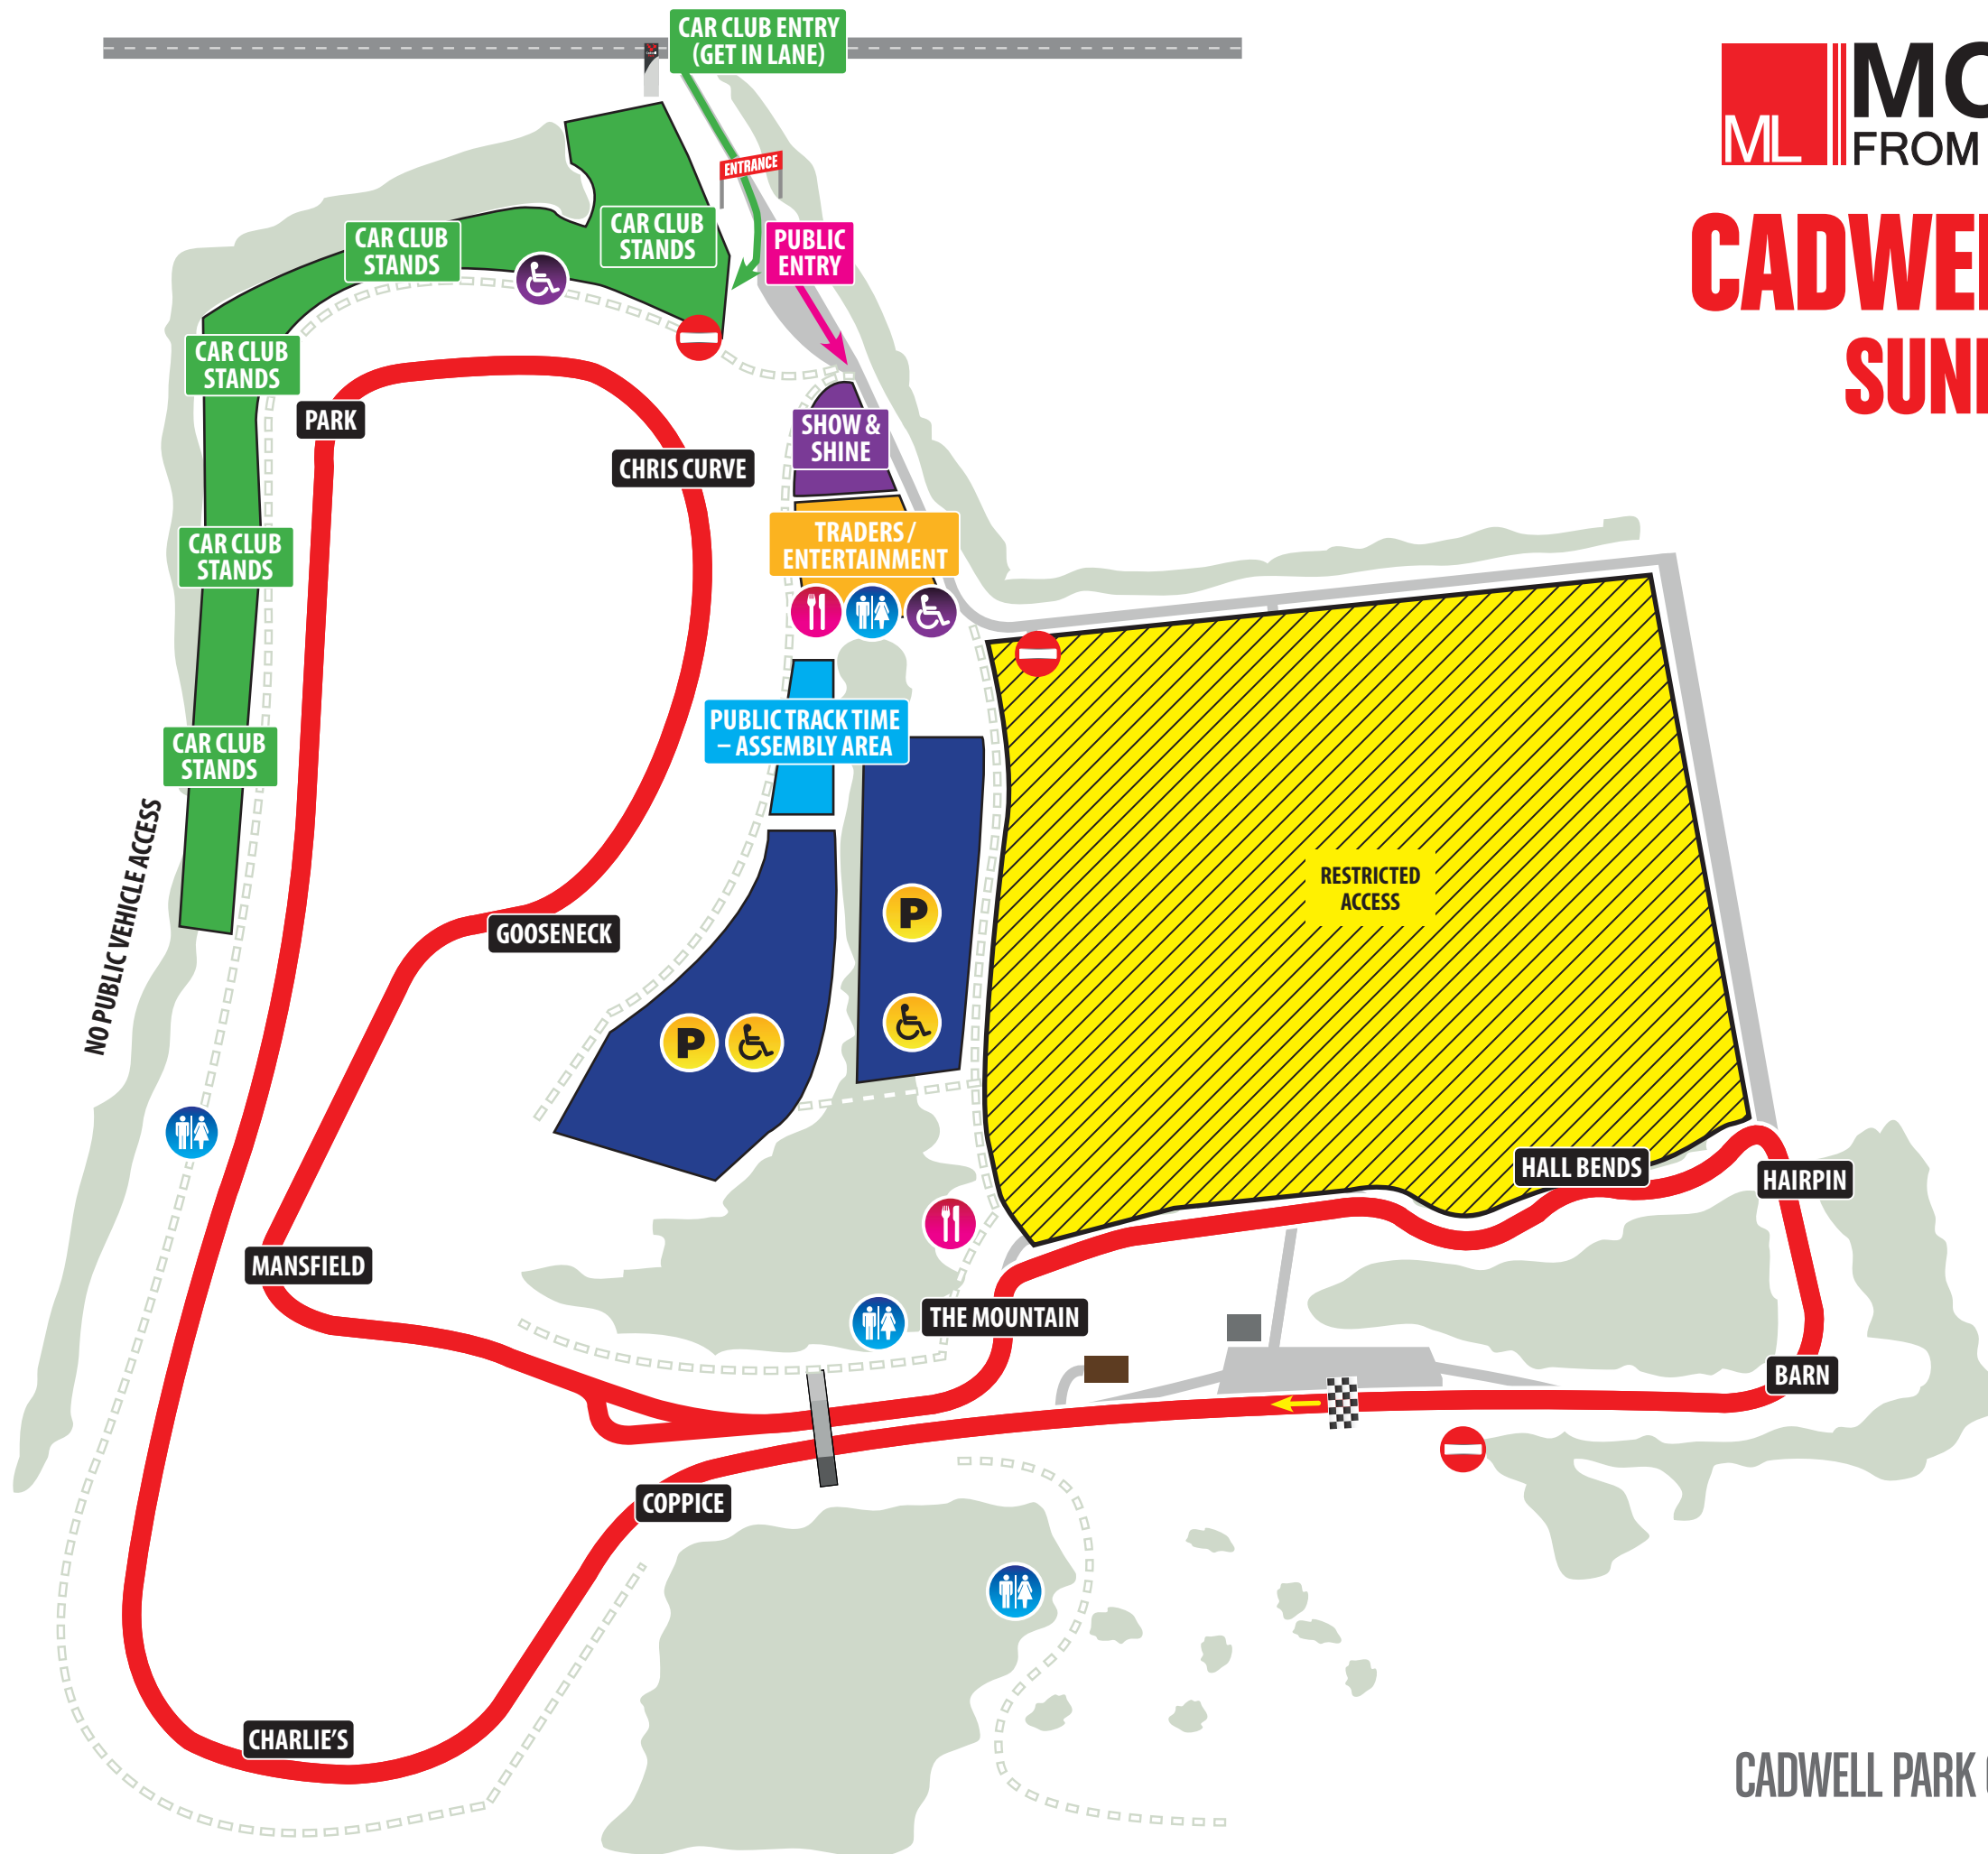 CAR CLUB ENTRY
(GET IN LANE)
ML
MO
FROM
ENTRANCE
CADWEL
SUN
CAR CLUB
STANDS
CAR CLUB
STANDS
PUBLIC
ENTRY
CAR CLUB
STANDS
PARK
CHRIS CURVE
SHOW &
SHINE
TRADERS /
ENTERTAINMENT
CAR CLUB
STANDS
PUBLIC TRACK TIME
– ASSEMBLY AREA
CAR CLUB
STANDS
NO PUBLIC VEHICLE ACCESS
RESTRICTED
ACCESS
P
GOOSENECK
P
HALL BENDS
HAIRPIN
MANSFIELD
THE MOUNTAIN
BARN
COPPICE
CHARLIE'S
CADWELL PARK